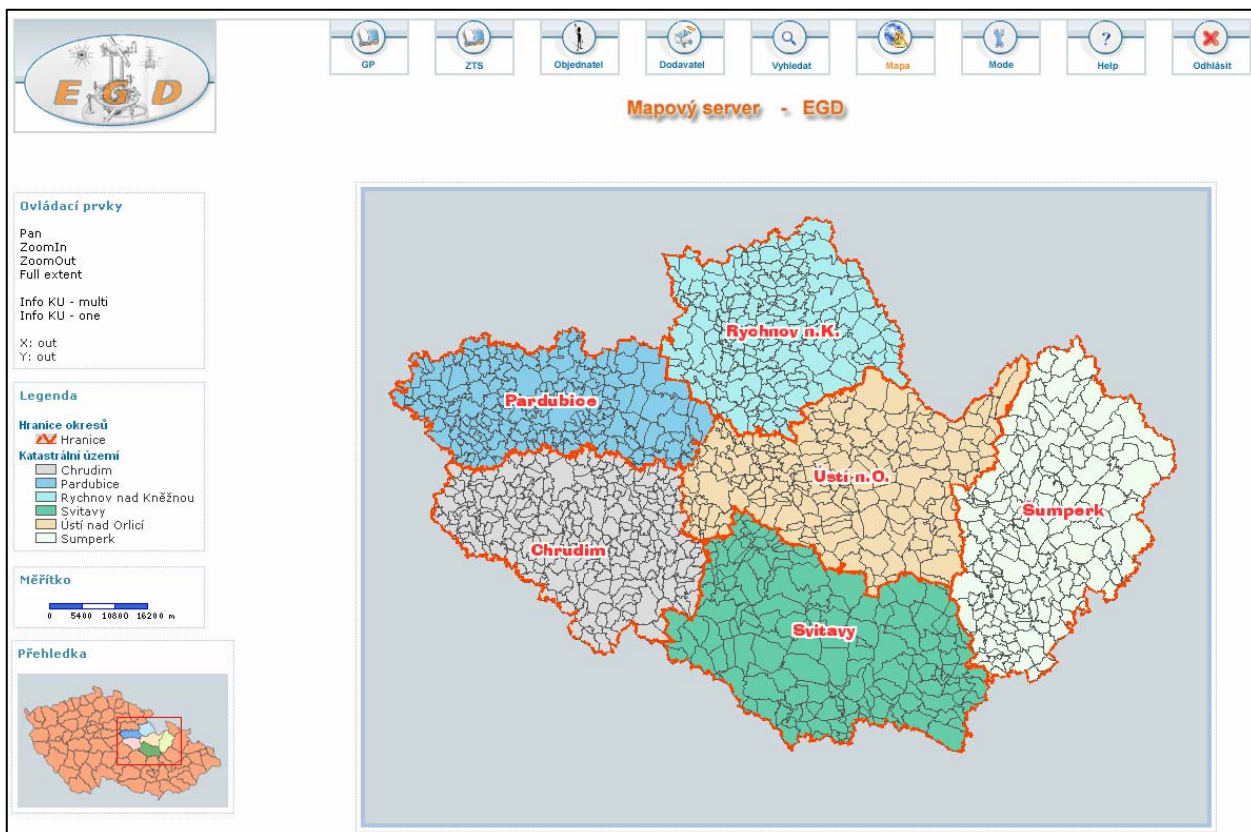 E G D
GP
ZTS
Objednatel
Dodavatel
Vyhledat
Mapa
Mode
Help
Odhlásit
Mapový server - EGD
Ovládací prvky
Pan
ZoomIn
ZoomOut
Full extent
Info KU - multi
Info KU - one
X: out
Y: out
Legenda
Hranice okresů
Hranice
Katastrální území
Chrudim
Pardubice
Rychnov nad Kněžnou
Svitavy
Ústí nad Orlicí
Sumperk
Měřítko
0 5400 10800 16200 m
Přehledka
Rychnov n.K.
Pardubice
Ústí n.O.
Sumperk
Chrudim
Svitavy